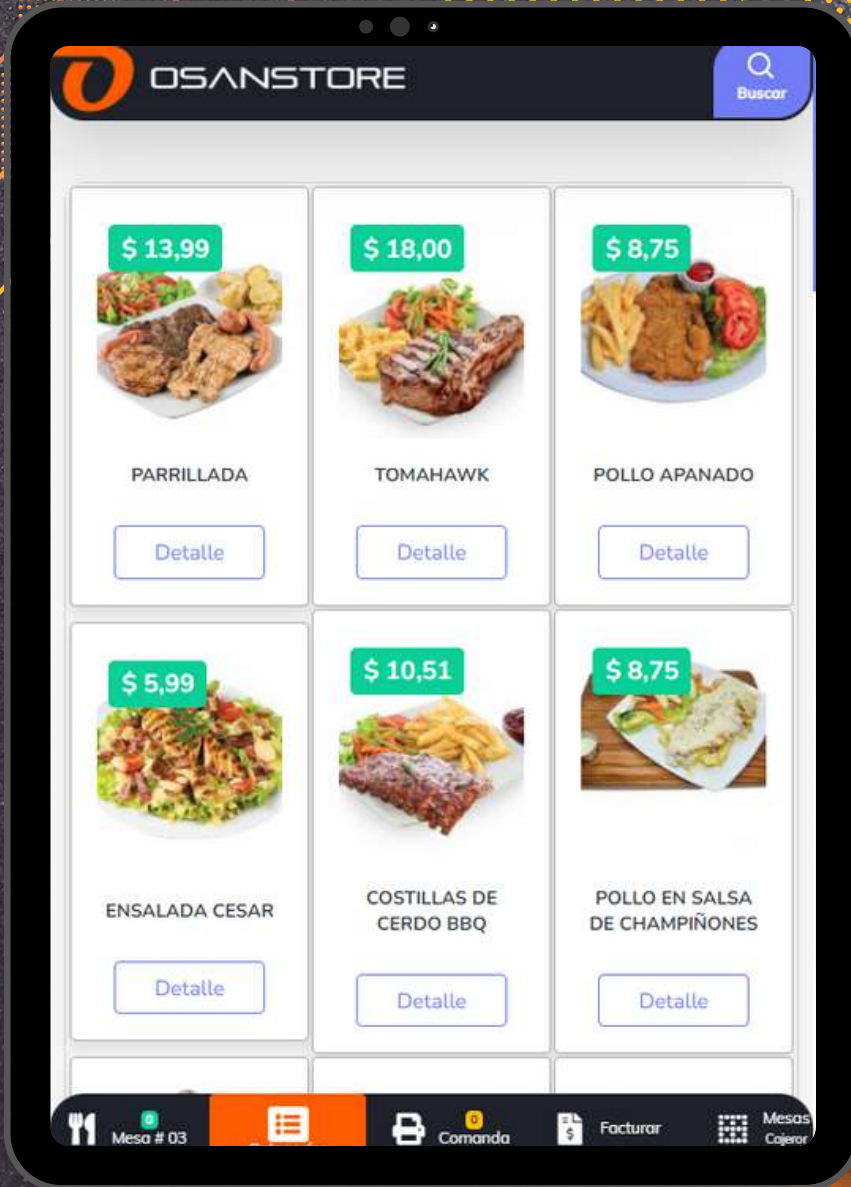 OSANSTORE
Buscar
$ 13,99
$ 18,00
$ 8,75
PARRILLADA
TOMAHAWK
POLLO APANADO
Detalle
Detalle
Detalle
$ 5,99
$ 10,51
$ 8,75
ENSALADA CESAR
COSTILLAS DE
CERDO BBQ
POLLO EN SALSA
DE CHAMPIÑONES
Detalle
Detalle
Detalle
0
Mesa # 03
0
Comanda
Facturar
Mesas
Cajeror